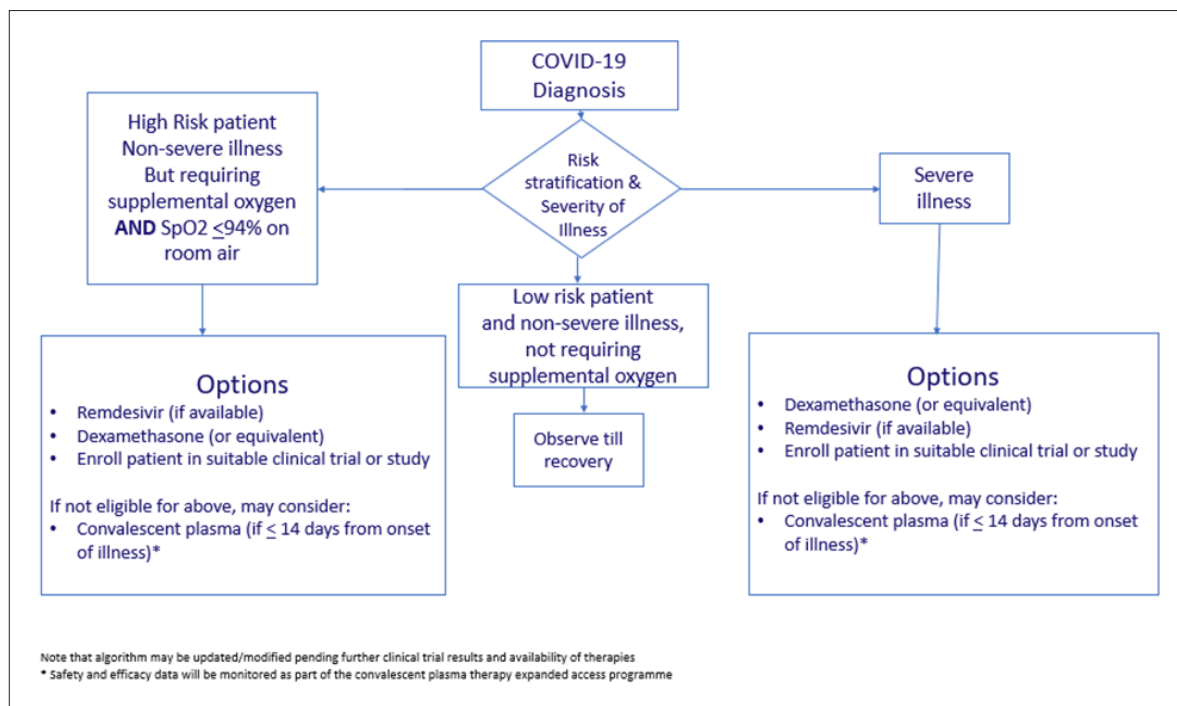 COVID-19
Diagnosis
High Risk patient
Non-severe illness
But requiring
supplemental oxygen
AND SpO2 ≤94% on
room air
Risk
stratification &
Severity of
Illness
Severe
illness
Low risk patient
and non-severe illness,
not requiring
supplemental oxygen
Observe till
recovery
Options
• Remdesivir (if available)
• Dexamethasone (or equivalent)
• Enroll patient in suitable clinical trial or study
If not eligible for above, may consider:
• Convalescent plasma (if ≤ 14 days from onset
of illness)*
Options
• Dexamethasone (or equivalent)
• Remdesivir (if available)
• Enroll patient in suitable clinical trial or study
If not eligible for above, may consider:
• Convalescent plasma (if ≤ 14 days from onset
of illness)*
Note that algorithm may be updated/modified pending further clinical trial results and availability of therapies
* Safety and efficacy data will be monitored as part of the convalescent plasma therapy expanded access programme